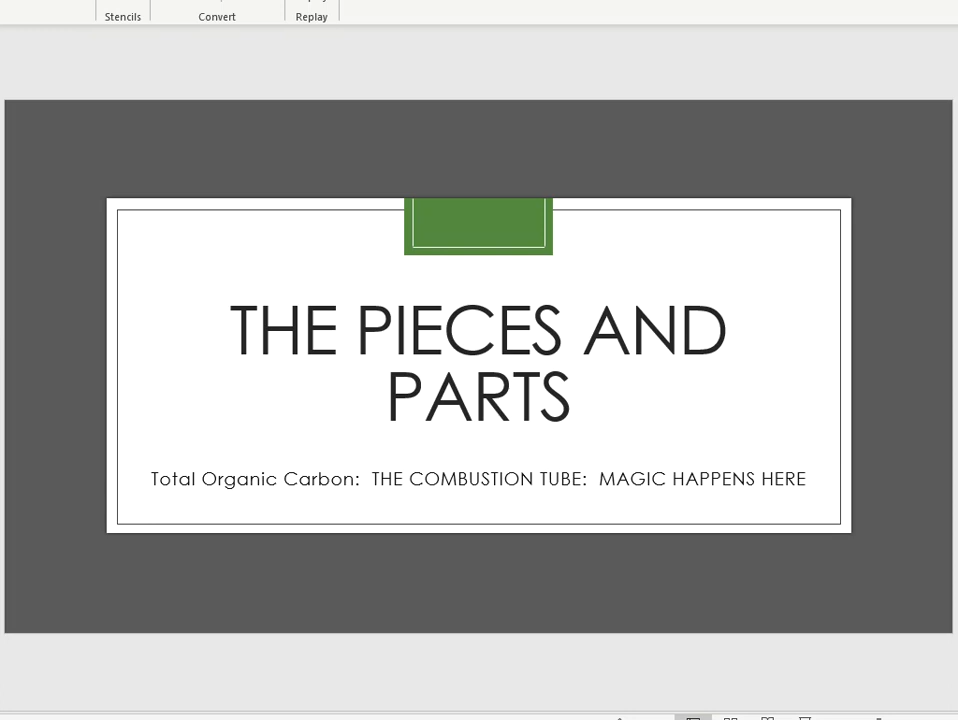 Stencils
Convert
Replay
THE PIECES AND
PARTS
Total Organic Carbon: THE COMBUSTION TUBE: MAGIC HAPPENS HERE